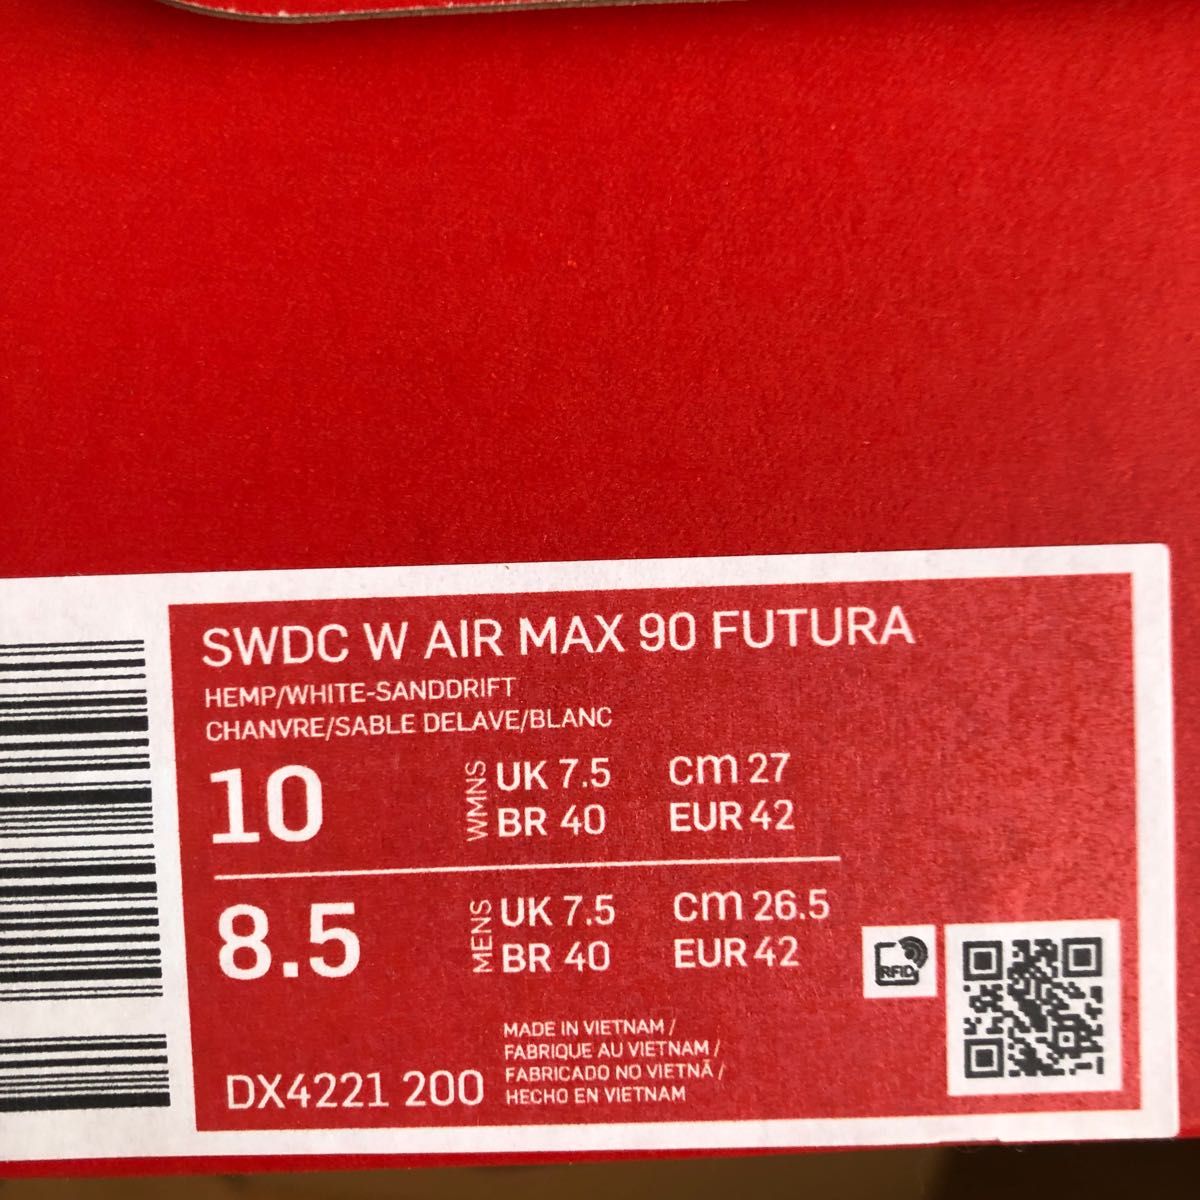 SWDC W AIR MAX 90 FUTURA
HEMP/WHITE-SANDDRIFT
CHANVRE/SABLE DELAVE/BLANC
10 WMNS UK 7.5 cm 27
BR 40 EUR 42
8.5 MENS UK 7.5 cm 26.5
BR 40 EUR 42
RFID
MADE IN VIETNAM /
FABRIQUE AU VIETNAM /
FABRICADO NO VIETNÃ /
HECHO EN VIETNAM
DX4221 200